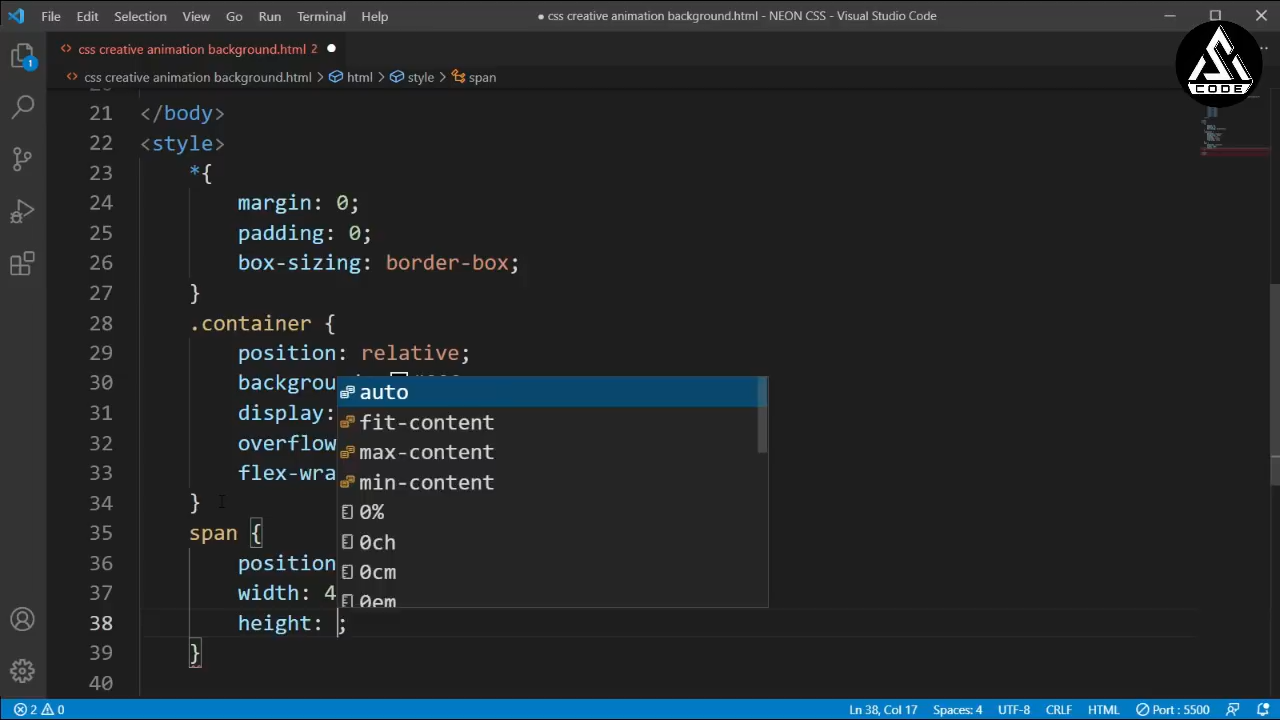 File Edit Selection View Go Run Terminal Help ● css creative animation background.html - NEON CSS - Visual Studio Code
css creative animation background.html 2
css creative animation background.html > html > style > span
CODE
1
21 </body>
22 <style>
23 *{
24 margin: 0;
25 padding: 0;
26 box-sizing: border-box;
27 }
28 .container {
29 position: relative;
30 backgroun
31 display:
32 overflow
33 flex-wra
34 }
35 span {
36 position
37 width: 4
38 height: ;
39 }
40
auto
fit-content
max-content
min-content
0%
0ch
0cm
0em
2 0 Ln 38, Col 17 Spaces: 4 UTF-8 CRLF HTML Port : 5500